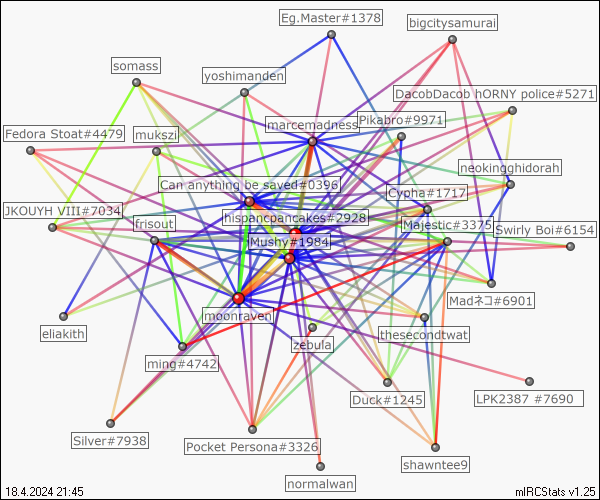 Eg.Master#1378
bigcitysamurai
somass
yoshimanden
DacobDacob hORNY police#5271
marcemadness
Pikabro#9971
Fedora Stoat#4479
mukszi
neokingghidorah
Can anything be saved#0396
Cypha#1717
JKOUYH VIII#7034
hispancpancakes#2928
frisout
Majestic#3375
Swirly Boi#6154
Mushy#1984
Madネコ#6901
moonraven
eliakith
thesecondtwat
zebula
ming#4742
Duck#1245
LPK2387 #7690
Silver#7938
Pocket Persona#3326
shawntee9
normalwan
18.4.2024 21:45
mIRCStats v1.25